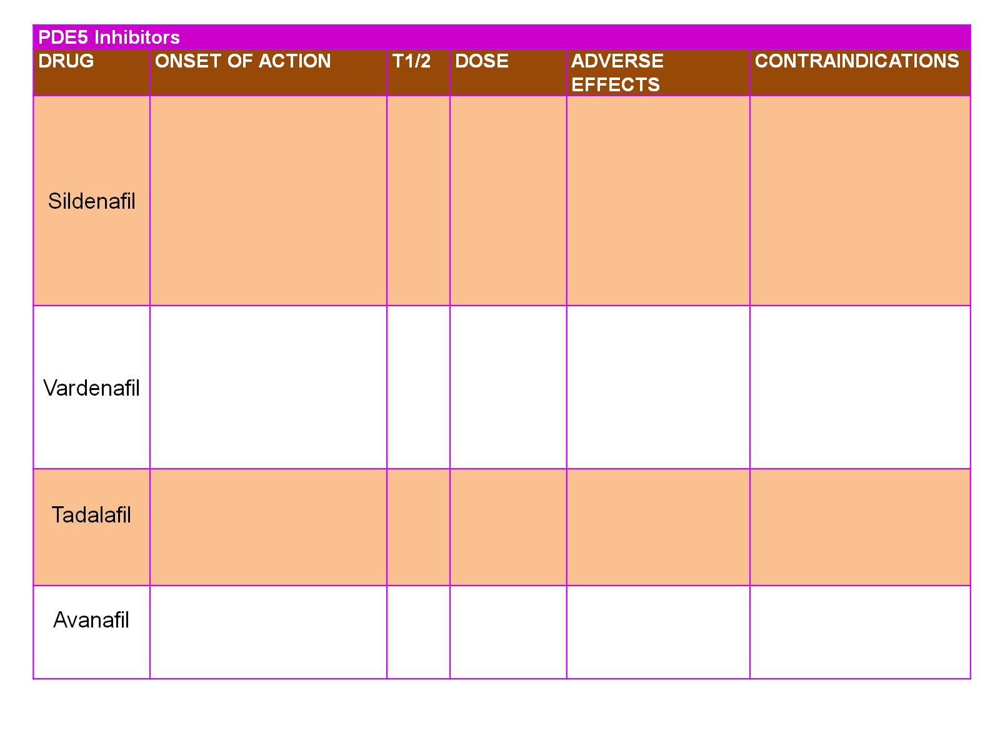 PDE5 Inhibitors
DRUG ONSET OF ACTION T1/2 DOSE ADVERSE EFFECTS CONTRAINDICATIONS
Sildenafil
Vardenafil
Tadalafil
Avanafil